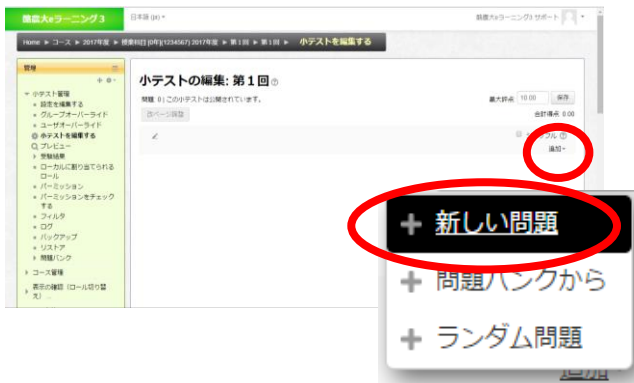 酪農大eラーニング3
日本語 (ja)
酪農大eラーニング3 サポート
Home ► コース ► 2017年度 ► 授業科目 (0年)(1234567) 2017年度 ► 第1回 ► 第1回 ► 小テストを編集する
管理
小テスト管理
設定を編集する
グループオーバーライド
ユーザオーバーライド
小テストを編集する
プレビュー
受験結果
ローカルに割り当てられる
ロール
パーミッション
パーミッションをチェック
する
フィルタ
ログ
バックアップ
リストア
問題バンク
コース管理
表示の確認 (ロール切り替
え) ...
小テストの編集: 第1回
問題: 0 | この小テストは公開されています。
最大評点 10.00 保存
改ページ調整
合計得点: 0.00
追加
+ 新しい問題
+ 問題バンクから
+ ランダム問題
追加